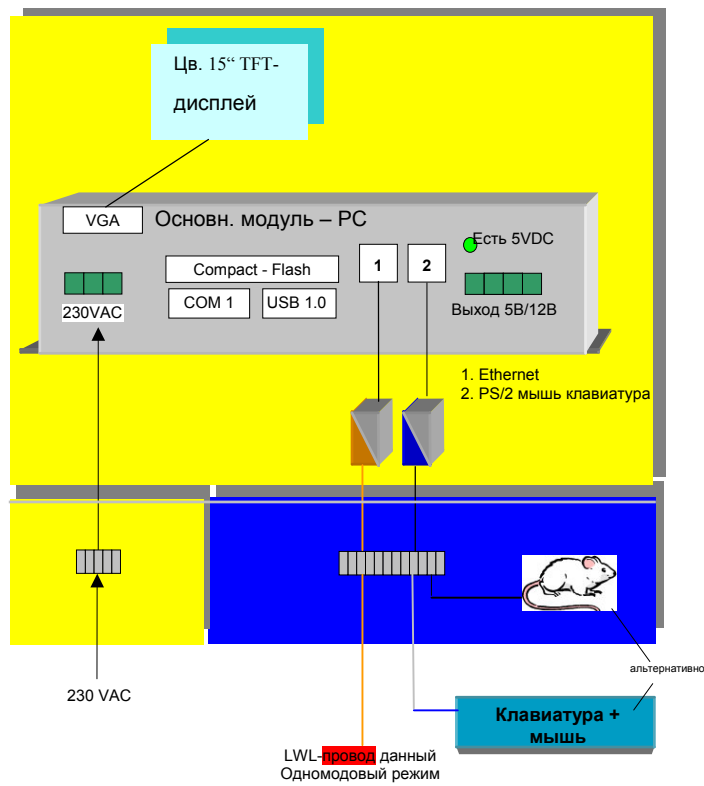 Цв. 15“ TFT-
дисплей
VGA
Основн. модуль – PC
Есть 5VDC
Compact - Flash
1
2
COM 1
USB 1.0
230VAC
Выход 5В/12В
1. Ethernet
2. PS/2 мышь клавиатура
альтернативно
230 VAC
Клавиатура +
мышь
LWL-провод данный
Одномодовый режим